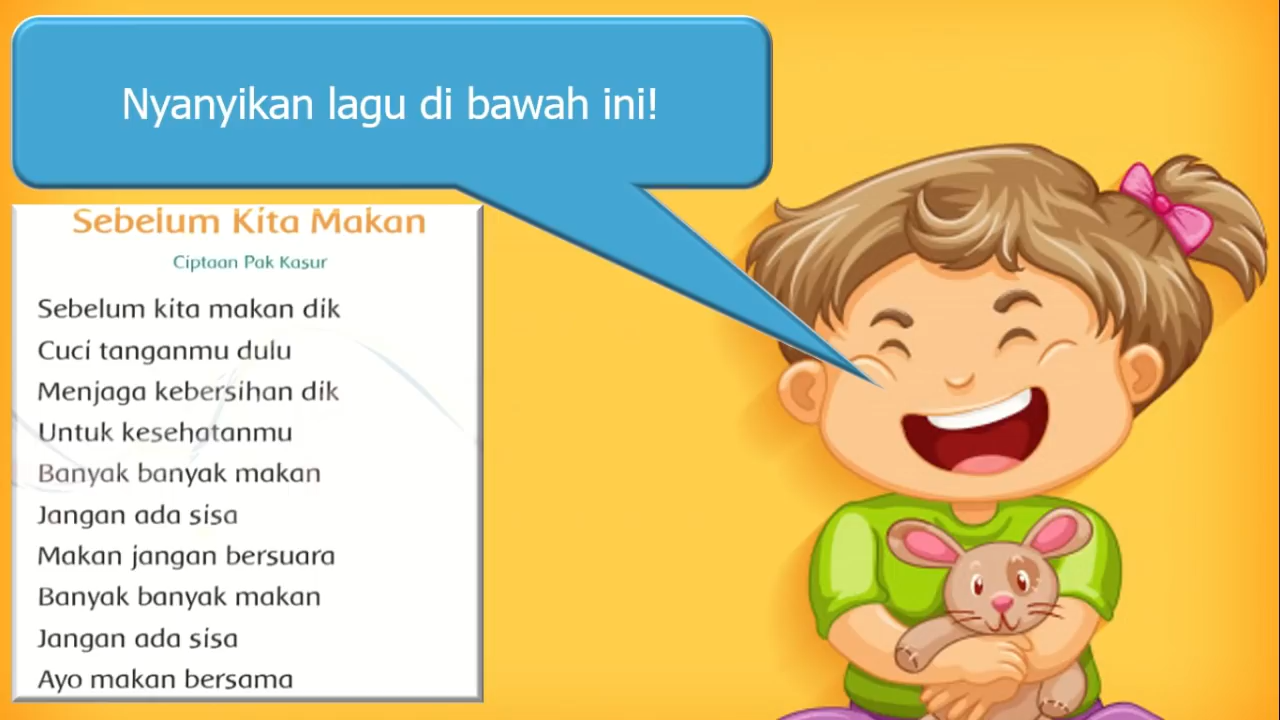 Nyanyikan lagu di bawah ini!
Sebelum Kita Makan
Ciptaan Pak Kasur
Sebelum kita makan dik
Cuci tanganmu dulu
Menjaga kebersihan dik
Untuk kesehatanmu
Banyak banyak makan
Jangan ada sisa
Makan jangan bersuara
Banyak banyak makan
Jangan ada sisa
Ayo makan bersama